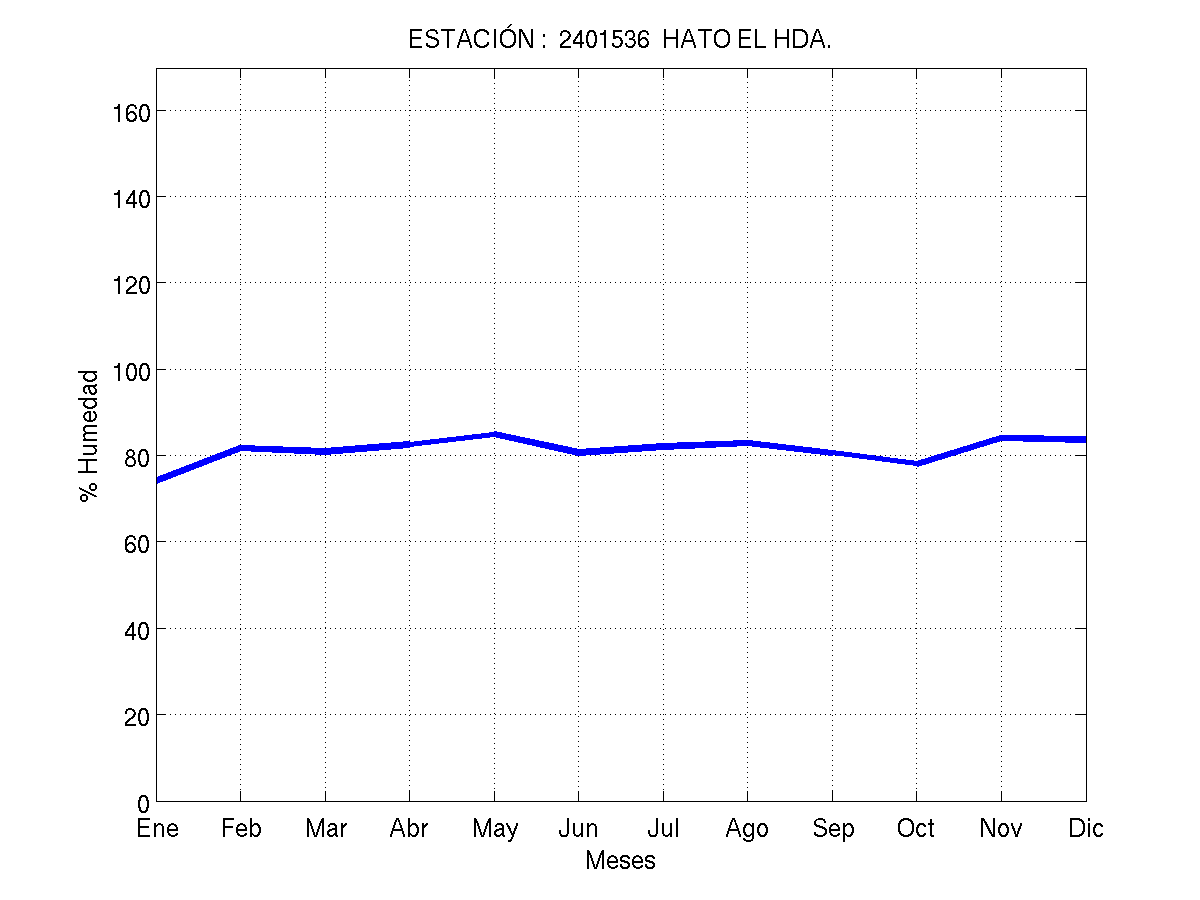 ESTACIÓN : 2401536 HATO EL HDA.
160
140
120
100
80
60
40
20
0
% Humedad
Ene Feb Mar Abr May Jun Jul Ago Sep Oct Nov Dic
Meses